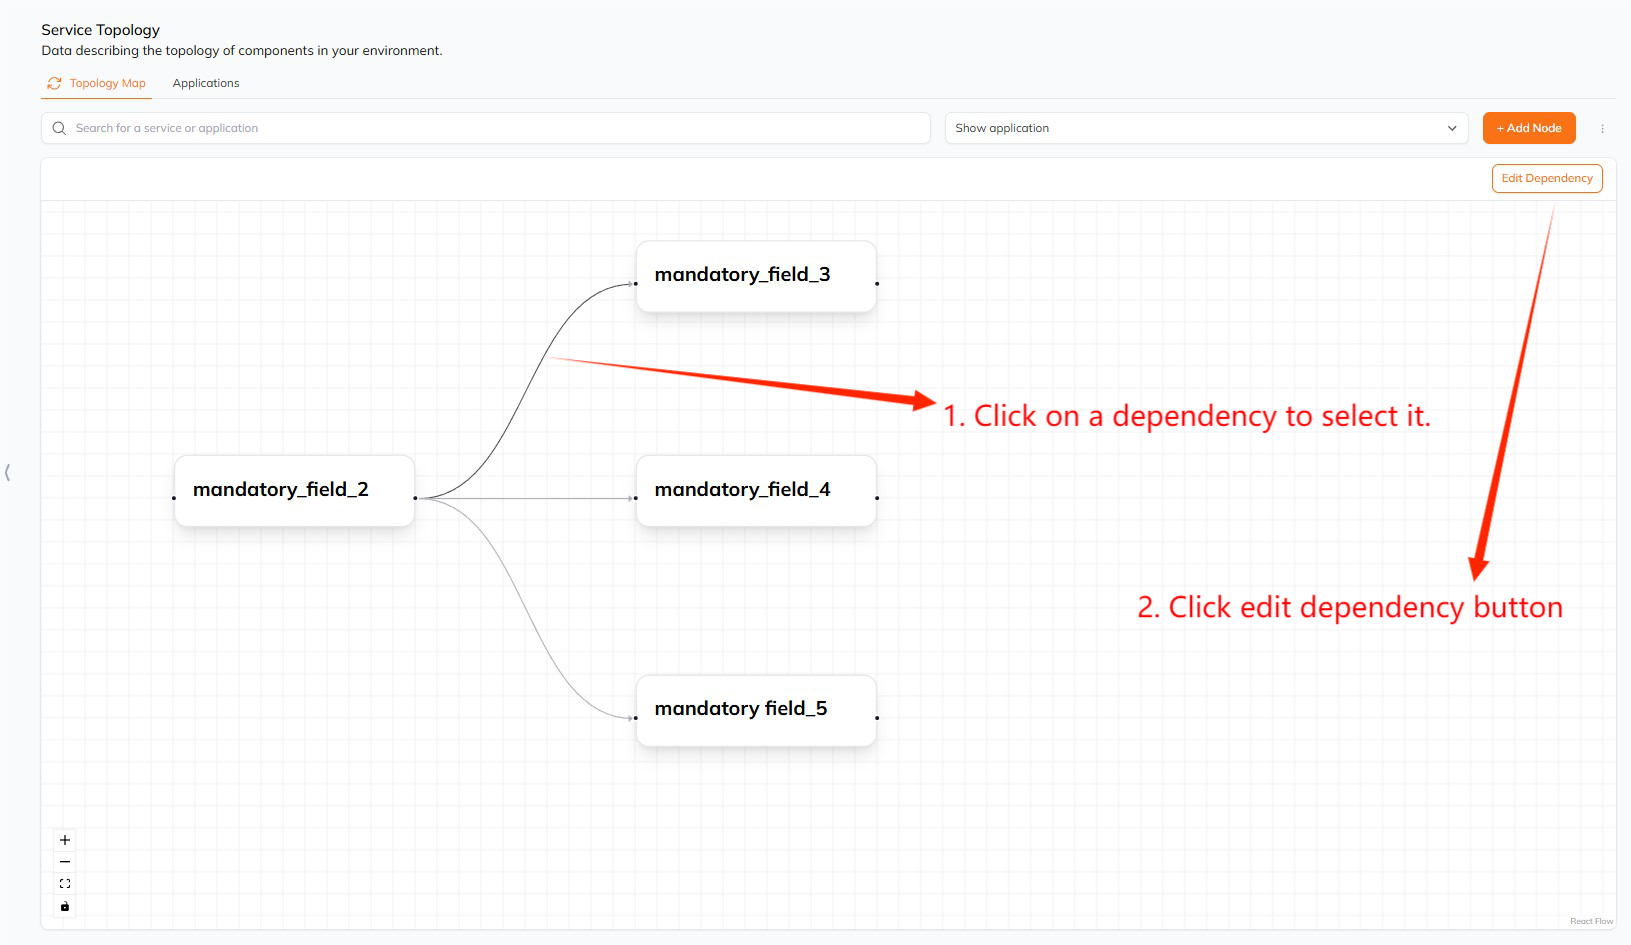 Service Topology
Data describing the topology of components in your environment.
Topology Map
Applications
Search for a service or application
Show application
+ Add Node
Edit Dependency
mandatory_field_3
1. Click on a dependency to select it.
mandatory_field_2
mandatory_field_4
2. Click edit dependency button
mandatory field_5
React Flow